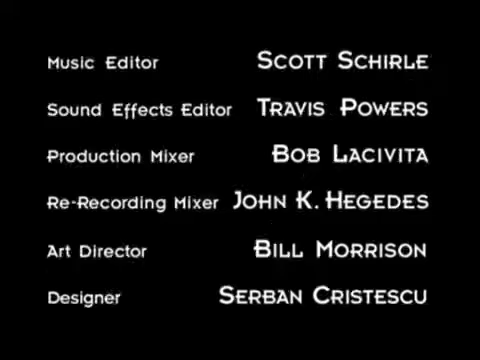 Music Editor SCOTT SCHIRLE
Sound Effects Editor TRAVIS POWERS
Production Mixer BOB LACIVITA
Re-Recording Mixer JOHN K. HEGEDES
Art Director BILL MORRISON
Designer SERBAN CRISTESCU